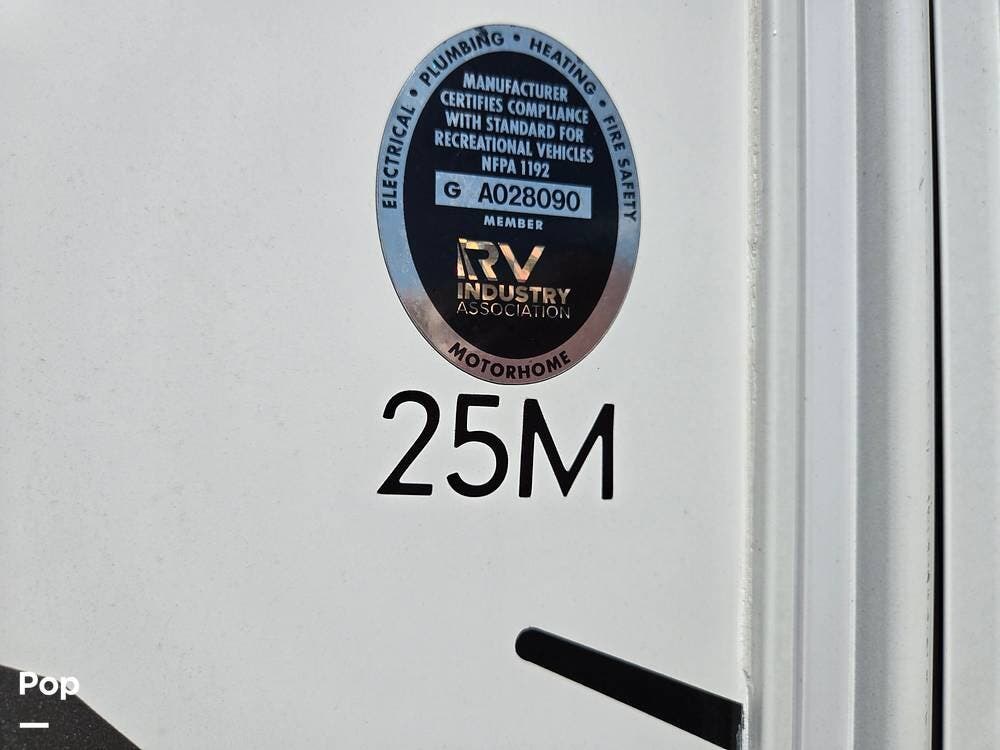 ELECTRICAL • PLUMBING • HEATING • FIRE SAFETY
MANUFACTURER
CERTIFIES COMPLIANCE
WITH STANDARD FOR
RECREATIONAL VEHICLES
NFPA 1192
G A028090
MEMBER
RV
INDUSTRY
ASSOCIATION
MOTORHOME
25M
Pop